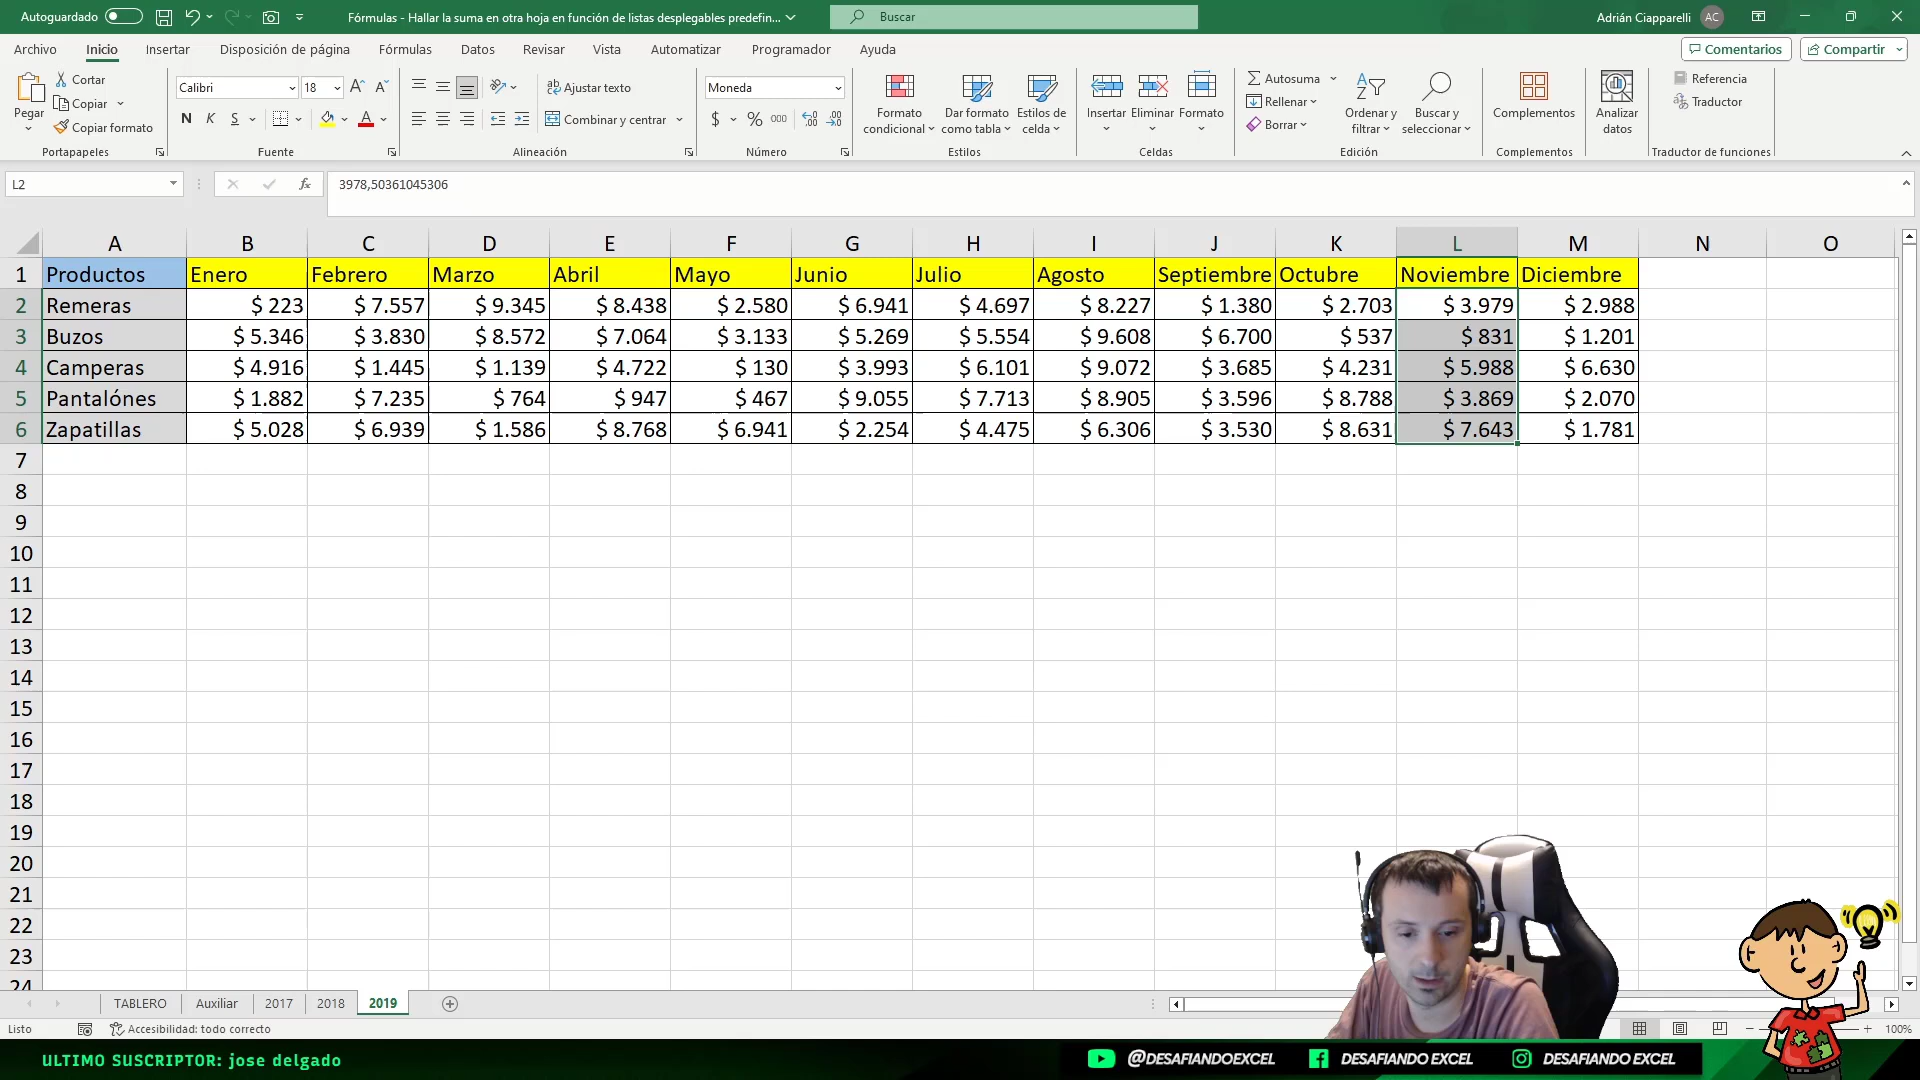 Autoguardado
Fórmulas - Hallar la suma en otra hoja en función de listas desplegables predefin...
Buscar
Adrián Ciapparelli AC
Archivo Inicio Insertar Disposición de página Fórmulas Datos Revisar Vista Automatizar Programador Ayuda Comentarios Compartir
Pegar
Cortar
Copiar
Copiar formato
Portapapeles
Calibri 18
N K S
Fuente
Ajustar texto
Combinar y centrar
Alineación
Moneda
$ % 000
Número
Formato condicional
Dar formato como tabla
Estilos de celda
Estilos
Insertar Eliminar Formato
Celdas
Autosuma
Rellenar
Borrar
Ordenar y filtrar
Buscar y seleccionar
Edición
Complementos
Complementos
Analizar datos
Referencia
Traductor
Traductor de funciones
L2 fx 3978,50361045306
A B C D E F G H I J K L M N O
1 Productos Enero Febrero Marzo Abril Mayo Junio Julio Agosto Septiembre Octubre Noviembre Diciembre
2 Remeras $ 223 $ 7.557 $ 9.345 $ 8.438 $ 2.580 $ 6.941 $ 4.697 $ 8.227 $ 1.380 $ 2.703 $ 3.979 $ 2.988
3 Buzos $ 5.346 $ 3.830 $ 8.572 $ 7.064 $ 3.133 $ 5.269 $ 5.554 $ 9.608 $ 6.700 $ 537 $ 831 $ 1.201
4 Camperas $ 4.916 $ 1.445 $ 1.139 $ 4.722 $ 130 $ 3.993 $ 6.101 $ 9.072 $ 3.685 $ 4.231 $ 5.988 $ 6.630
5 Pantalónes $ 1.882 $ 7.235 $ 764 $ 947 $ 467 $ 9.055 $ 7.713 $ 8.905 $ 3.596 $ 8.788 $ 3.869 $ 2.070
6 Zapatillas $ 5.028 $ 6.939 $ 1.586 $ 8.768 $ 6.941 $ 2.254 $ 4.475 $ 6.306 $ 3.530 $ 8.631 $ 7.643 $ 1.781
7
8
9
10
11
12
13
14
15
16
17
18
19
20
21
22
23
24
TABLERO Auxiliar 2017 2018 2019
Listo Accesibilidad: todo correcto 100%
ULTIMO SUSCRIPTOR: jose delgado
@DESAFIANDOEXCEL DESAFIANDO EXCEL DESAFIANDO EXCEL